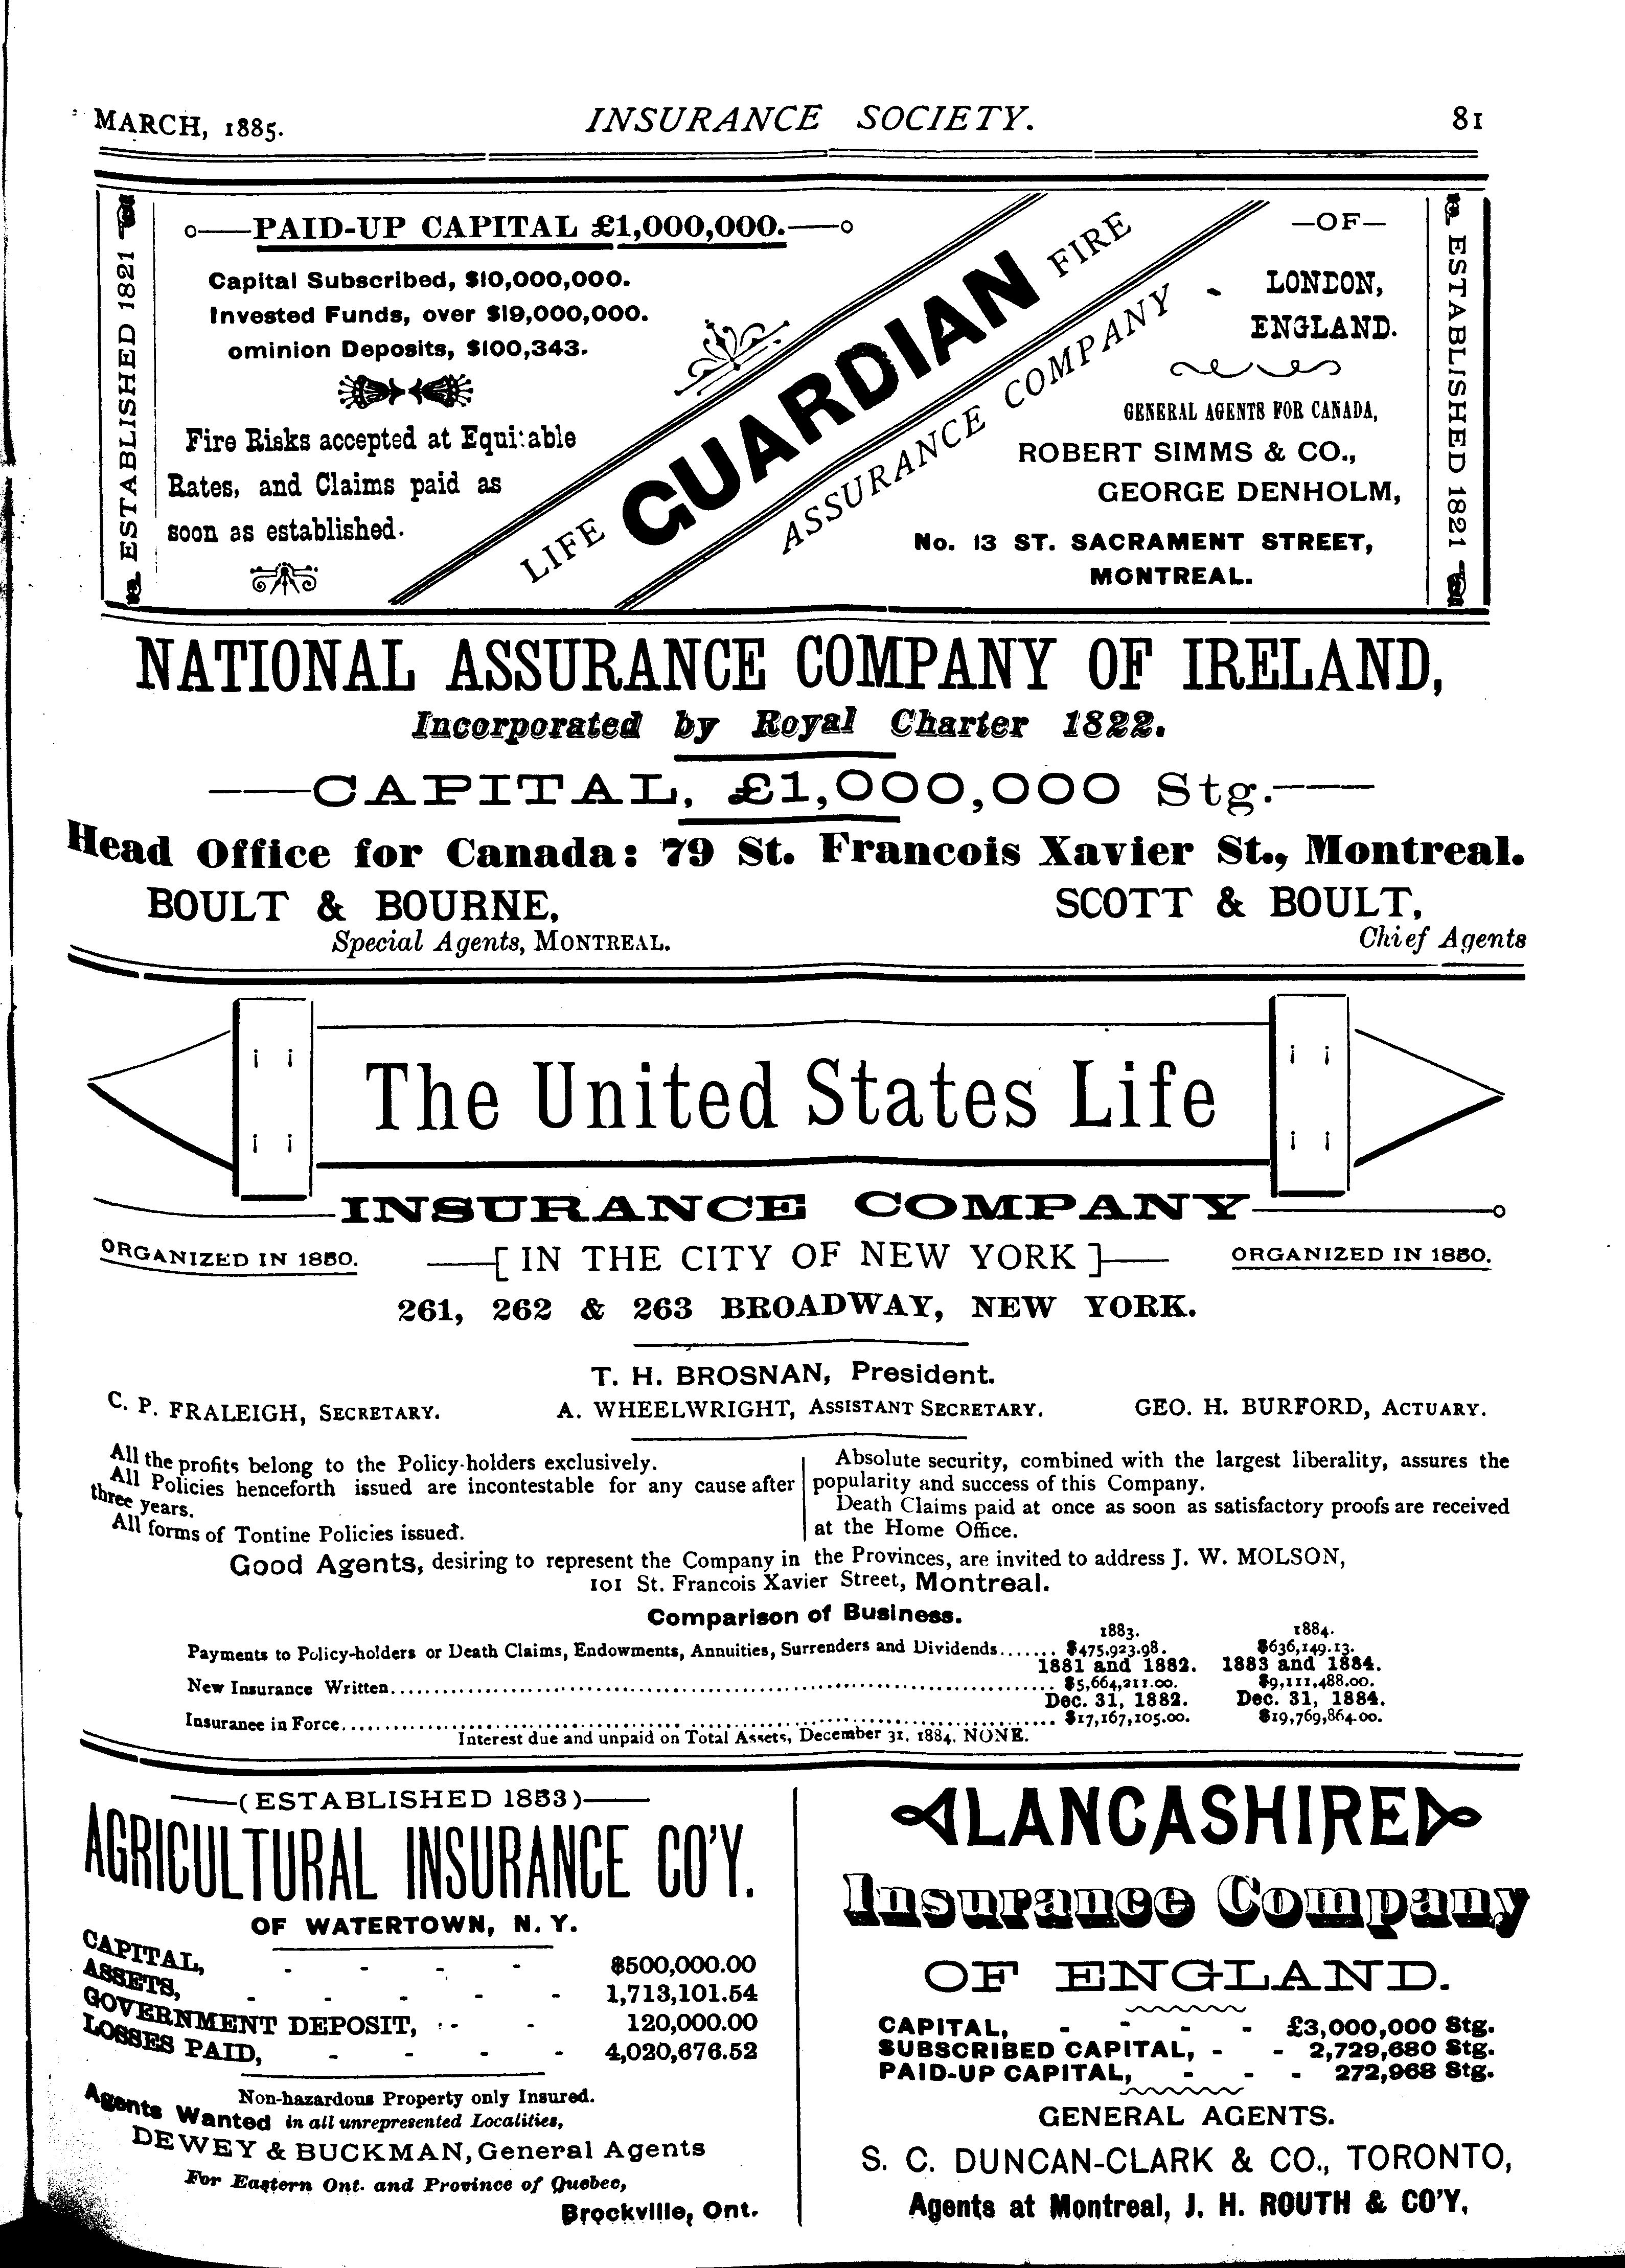 MARCH, 1885.
INSURANCE SOCIETY.
81
ESTABLISHED 1821
PAID-UP CAPITAL £1,000,000.
Capital Subscribed, $10,000,000.
Invested Funds, over $19,000,000.
ominion Deposits, $100,343.
Fire Risks accepted at Equitable
Rates, and Claims paid as
soon as established.
LIFE GUARDIAN FIRE
ASSURANCE COMPANY
—OF—
LONDON,
ENGLAND.
GENERAL AGENTS FOR CANADA,
ROBERT SIMMS & CO.,
GEORGE DENHOLM,
No. 13 ST. SACRAMENT STREET,
MONTREAL.
ESTABLISHED 1821
NATIONAL ASSURANCE COMPANY OF IRELAND,
Incorporated by Royal Charter 1822.
CAPITAL, £1,000,000 Stg.
Head Office for Canada: 79 St. Francois Xavier St., Montreal.
BOULT & BOURNE,
Special Agents, MONTREAL.
SCOTT & BOULT,
Chief Agents
The United States Life
INSURANCE COMPANY
ORGANIZED IN 1850.
[ IN THE CITY OF NEW YORK ]
ORGANIZED IN 1850.
261, 262 & 263 BROADWAY, NEW YORK.
T. H. BROSNAN, President.
C. P. FRALEIGH, SECRETARY.
A. WHEELWRIGHT, ASSISTANT SECRETARY.
GEO. H. BURFORD, ACTUARY.
All the profits belong to the Policy-holders exclusively.
All Policies henceforth issued are incontestable for any cause after
three years.
All forms of Tontine Policies issued.
Absolute security, combined with the largest liberality, assures the
popularity and success of this Company.
Death Claims paid at once as soon as satisfactory proofs are received
at the Home Office.
Good Agents, desiring to represent the Company in the Provinces, are invited to address J. W. MOLSON,
101 St. Francois Xavier Street, Montreal.
Comparison of Business.
1883. 1884.
Payments to Policy-holders or Death Claims, Endowments, Annuities, Surrenders and Dividends....... $475,923.98. $636,149.13.
1881 and 1882. 1883 and 1884.
New Insurance Written........ $5,664,211.00. $9,111,488.00.
Dec. 31, 1882. Dec. 31, 1884.
Insurance in Force........ $17,167,105.00. $19,769,864.00.
Interest due and unpaid on Total Assets, December 31, 1884, NONE.
(ESTABLISHED 1853)
AGRICULTURAL INSURANCE CO'Y.
OF WATERTOWN, N. Y.
CAPITAL, - - - - $500,000.00
ASSETS, - - - - - 1,713,101.54
GOVERNMENT DEPOSIT, - - 120,000.00
LOSSES PAID, - - - - 4,020,676.52
Non-hazardous Property only Insured.
Agents Wanted in all unrepresented Localities,
DEWEY & BUCKMAN, General Agents
For Eastern Ont. and Province of Quebec,
Brockville, Ont.
LANCASHIRE
Insurance Company
OF ENGLAND.
CAPITAL, - - - - £3,000,000 Stg.
SUBSCRIBED CAPITAL, - - 2,729,680 Stg.
PAID-UP CAPITAL, - - - 272,968 Stg.
GENERAL AGENTS.
S. C. DUNCAN-CLARK & CO., TORONTO,
Agents at Montreal, J. H. ROUTH & CO'Y,